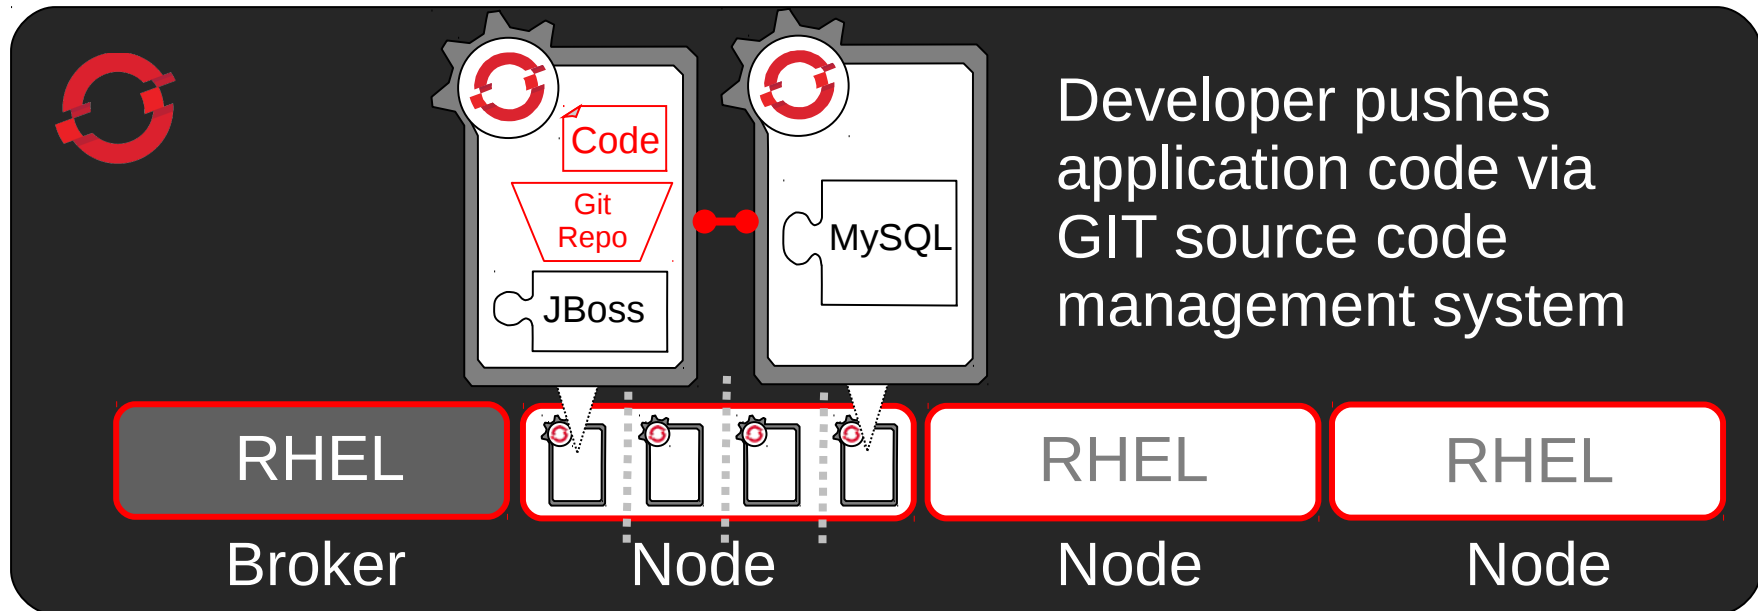 Code
Git
Repo
JBoss
MySQL
Developer pushes
application code via
GIT source code
management system
RHEL
RHEL
RHEL
Broker
Node
Node
Node